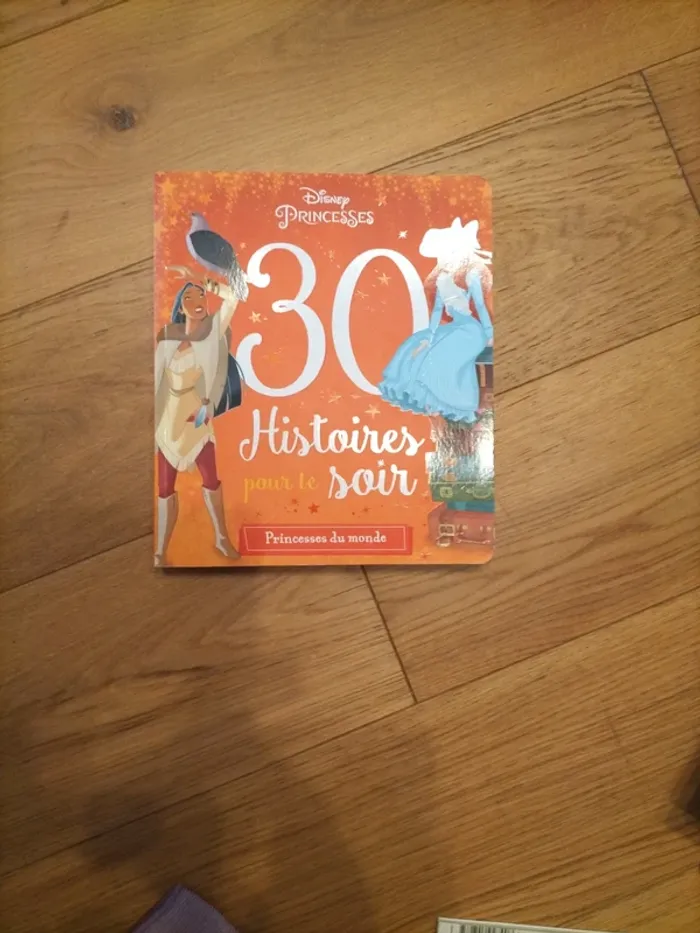 Disney
PRINCESSES
30
Histoires
pour le soir
Princesses du monde